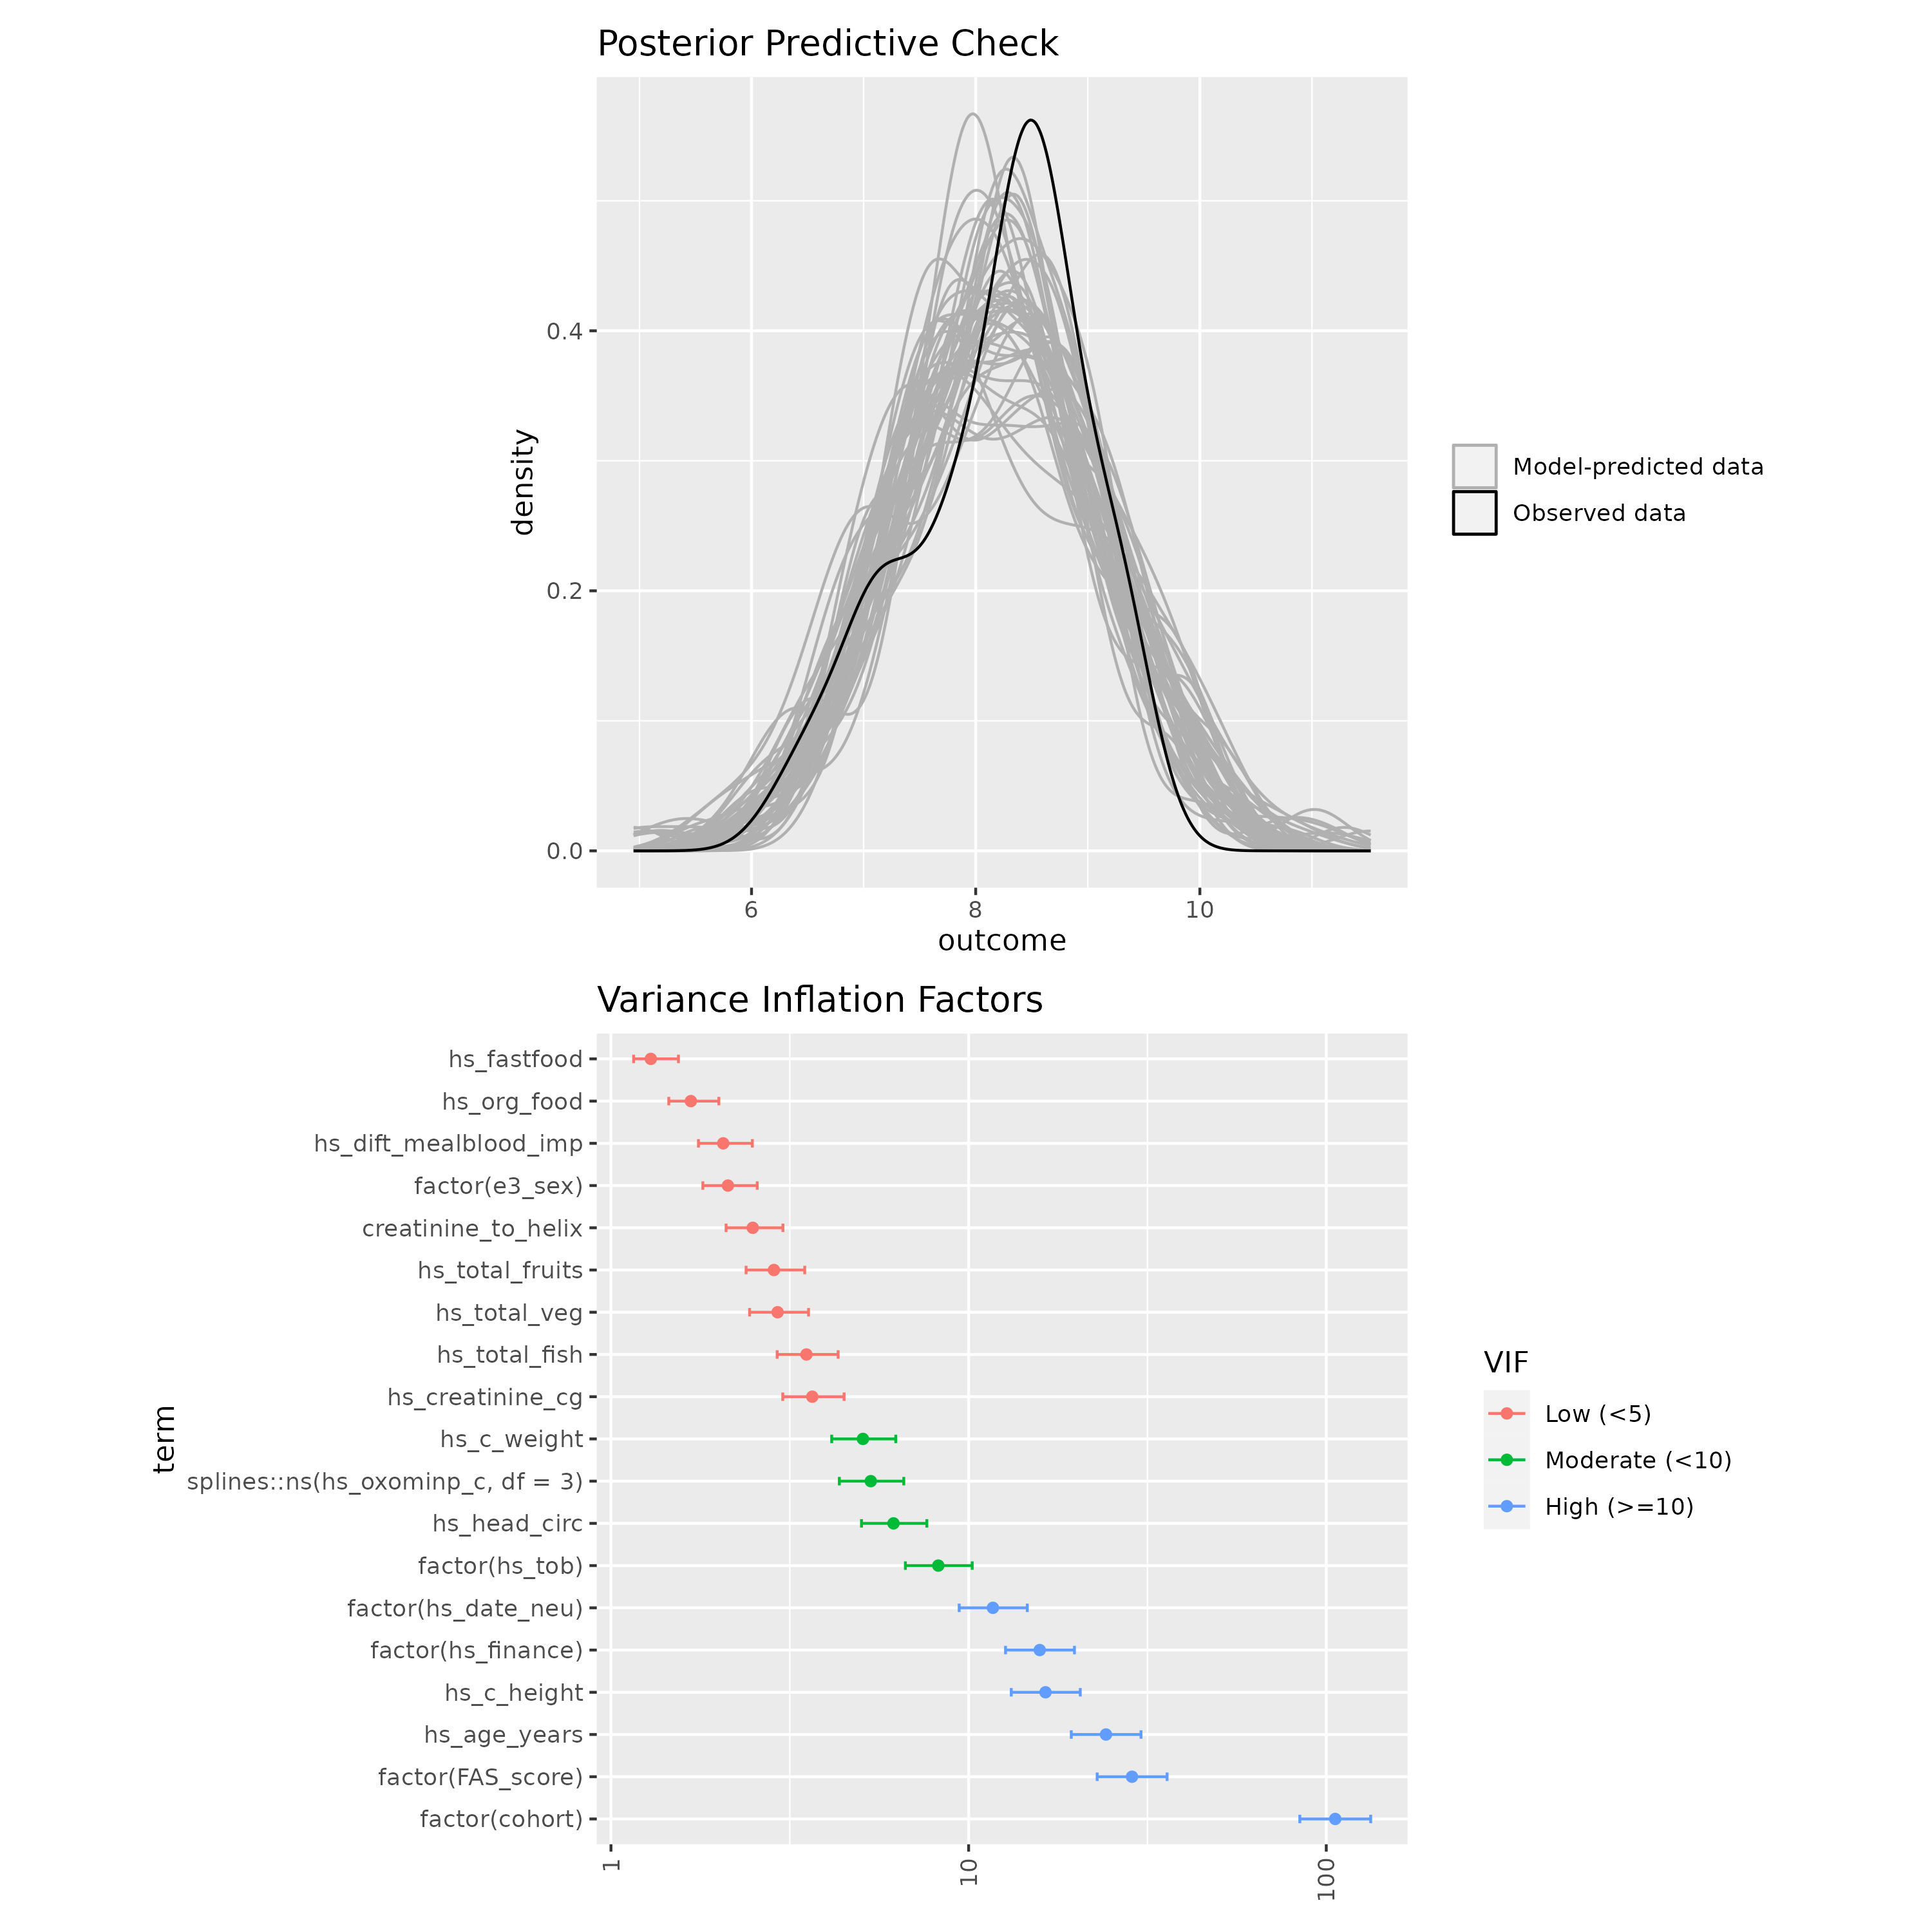 Posterior Predictive Check
density
0.4
0.2
0.0
6
8
10
outcome
Model-predicted data
Observed data
Variance Inflation Factors
term
hs_fastfood
hs_org_food
hs_dift_mealblood_imp
factor(e3_sex)
creatinine_to_helix
hs_total_fruits
hs_total_veg
hs_total_fish
hs_creatinine_cg
hs_c_weight
splines::ns(hs_oxominp_c, df = 3)
hs_head_circ
factor(hs_tob)
factor(hs_date_neu)
factor(hs_finance)
hs_c_height
hs_age_years
factor(FAS_score)
factor(cohort)
1
10
100
VIF
Low (<5)
Moderate (<10)
High (>=10)